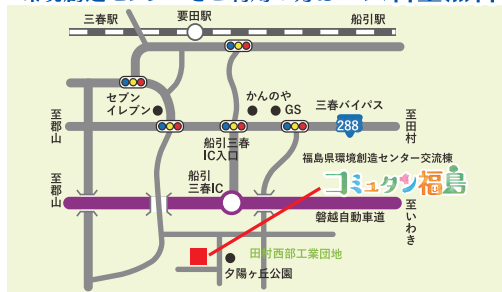 三春駅
要田駅
船引駅
セブン
イレブン
かんのや
GS
三春バイパス
288
至郡山
至田村
船引三春
IC入口
福島県環境創造センター交流棟
コミュタン福島
船引
三春IC
至郡山
磐越自動車道
至いわき
田村西部工業団地
夕陽ヶ丘公園